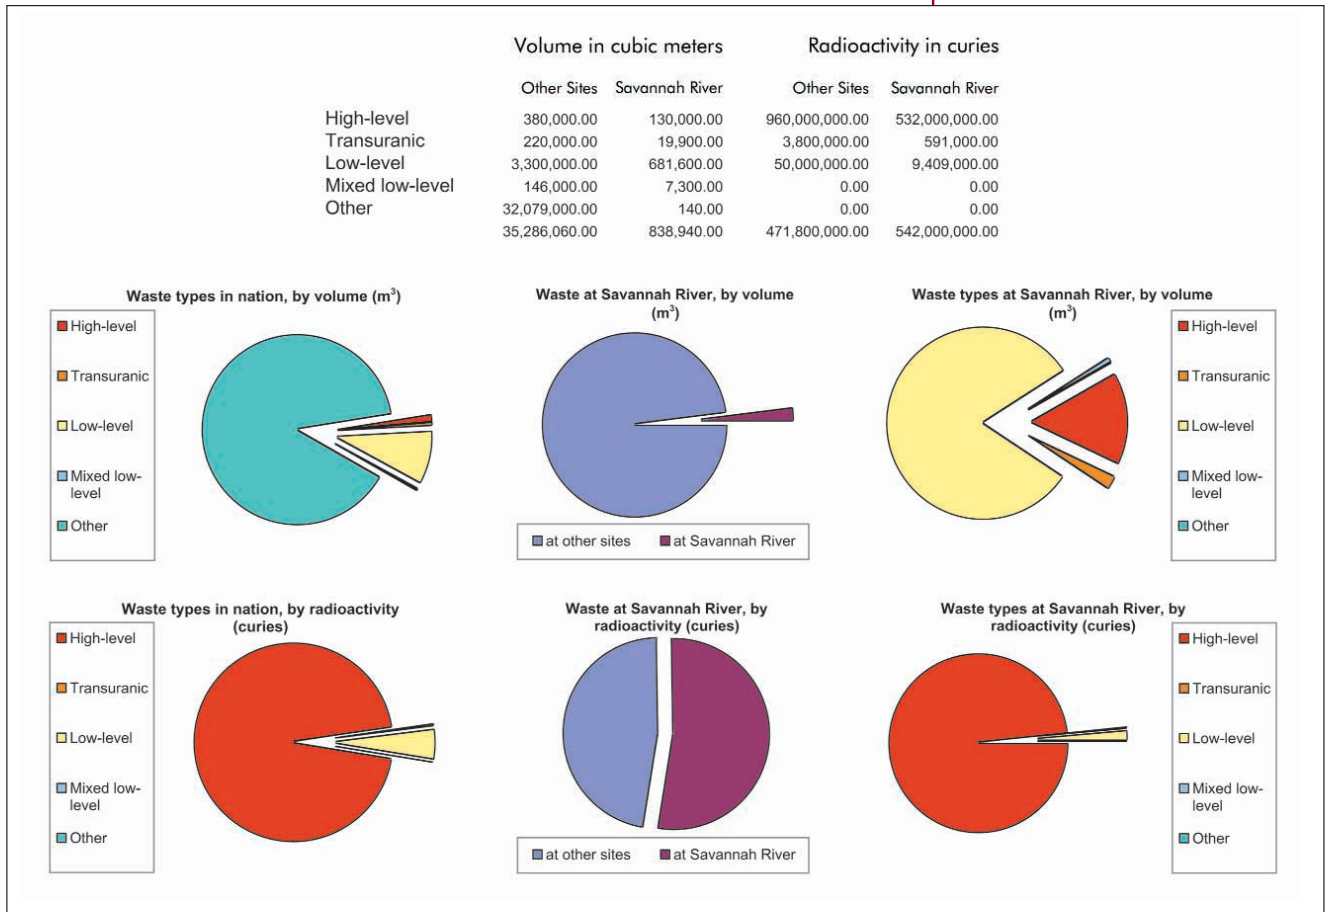 Volume in cubic meters Radioactivity in curies
Other Sites Savannah River Other Sites Savannah River
High-level 380,000.00 130,000.00 960,000,000.00 532,000,000.00
Transuranic 220,000.00 19,900.00 3,800,000.00 591,000.00
Low-level 3,300,000.00 681,600.00 50,000,000.00 9,409,000.00
Mixed low-level 146,000.00 7,300.00 0.00 0.00
Other 32,079,000.00 140.00 0.00 0.00
35,286,060.00 838,940.00 471,800,000.00 542,000,000.00
Waste types in nation, by volume (m³)
High-level
Transuranic
Low-level
Mixed low-
level
Other
Waste at Savannah River, by volume
(m³)
at other sites at Savannah River
Waste types at Savannah River, by volume
(m³)
High-level
Transuranic
Low-level
Mixed low-
level
Other
Waste types in nation, by radioactivity
(curies)
High-level
Transuranic
Low-level
Mixed low-
level
Other
Waste at Savannah River, by
radioactivity (curies)
at other sites at Savannah River
Waste types at Savannah River, by
radioactivity (curies)
High-level
Transuranic
Low-level
Mixed low-
level
Other